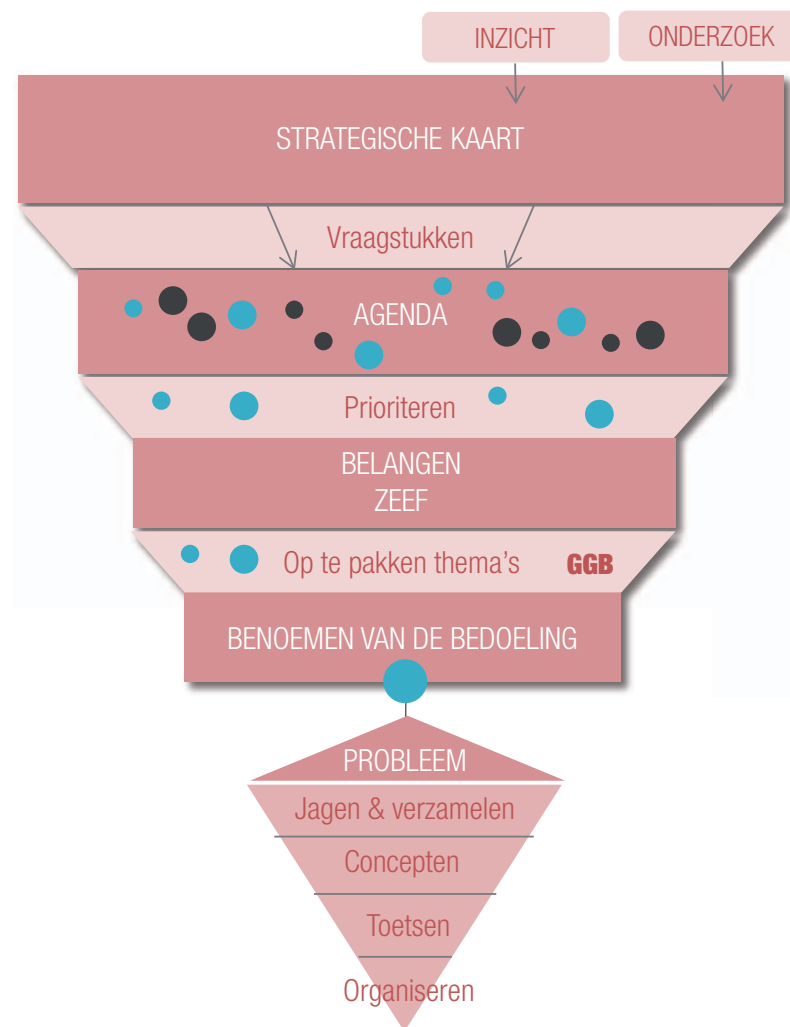 INZICHT
ONDERZOEK
STRATEGISCHE KAART
Vraagstukken
AGENDA
Prioriteren
BELANGEN
ZEEF
Op te pakken thema's
GGB
BENOEMEN VAN DE BEDOELING
PROBLEEM
Jagen & verzamelen
Concepten
Toetsen
Organiseren